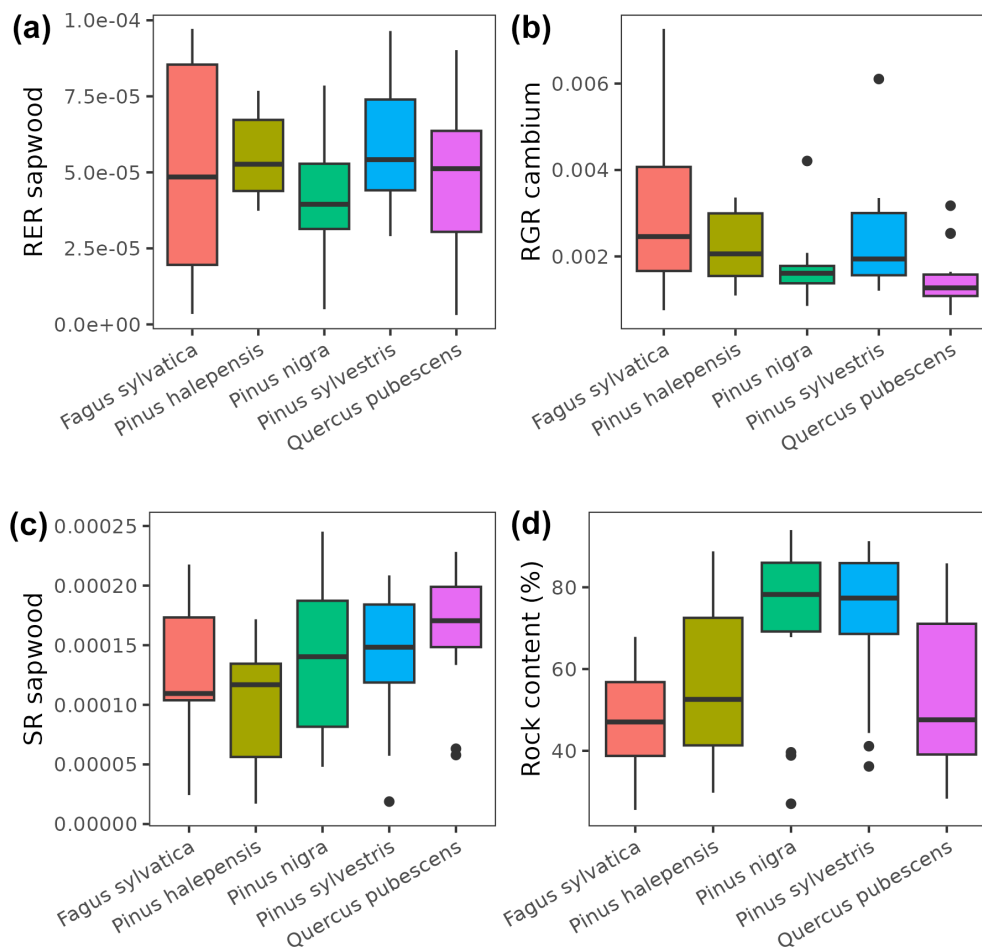 (a)
RER sapwood
1.0e-04
7.5e-05
5.0e-05
2.5e-05
0.0e+00
Fagus sylvatica
Pinus halepensis
Pinus nigra
Pinus sylvestris
Quercus pubescens
(b)
RGR cambium
0.006
0.004
0.002
Fagus sylvatica
Pinus halepensis
Pinus nigra
Pinus sylvestris
Quercus pubescens
(c)
SR sapwood
0.00025
0.00020
0.00015
0.00010
0.00005
0.00000
Fagus sylvatica
Pinus halepensis
Pinus nigra
Pinus sylvestris
Quercus pubescens
(d)
Rock content (%)
80
60
40
Fagus sylvatica
Pinus halepensis
Pinus nigra
Pinus sylvestris
Quercus pubescens